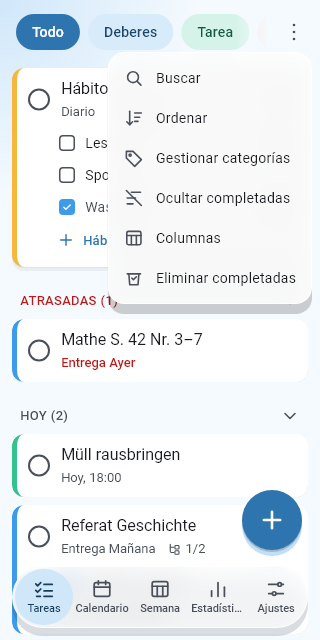 Todo
Deberes
Tarea
Buscar
Ordenar
Gestionar categorías
Ocultar completadas
Columnas
Eliminar completadas
Diario
ATRASADAS (1)
Mathe S. 42 Nr. 3–7
Entrega Ayer
HOY (2)
Müll rausbringen
Hoy, 18:00
Referat Geschichte
Entrega Mañana 1/2
Tareas
Calendario
Semana
Estadísti...
Ajustes